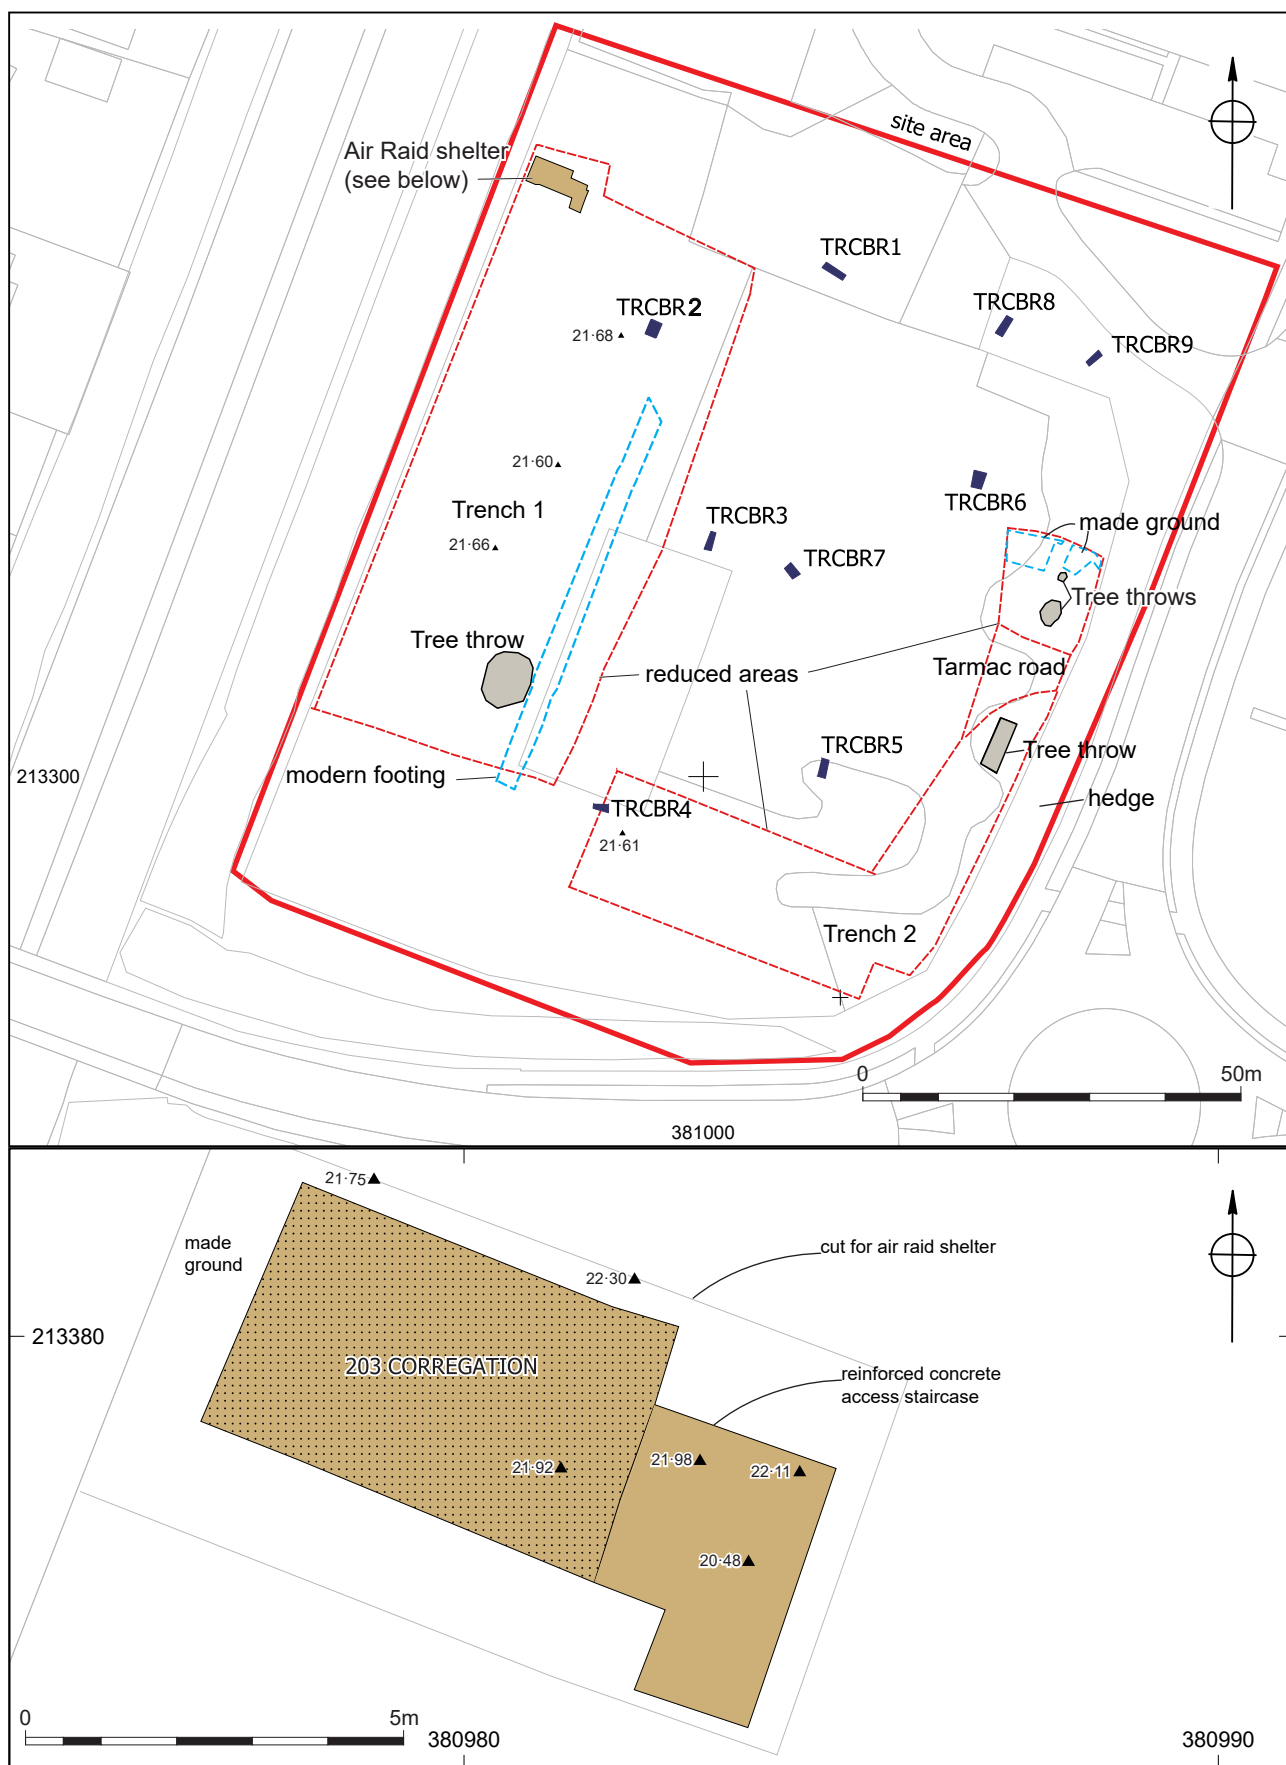 site area
Air Raid shelter
(see below)
TRCBR1
TRCBR8
TRCBR2
21·68
TRCBR9
21·60
Trench 1
TRCBR6
TRCBR3
made ground
21·66
TRCBR7
Tree throws
Tree throw
reduced areas
Tarmac road
TRCBR5
Tree throw
213300
modern footing
hedge
TRCBR4
21·61
Trench 2
0
50m
381000
21·75
made
ground
cut for air raid shelter
22·30
213380
203 CORREGATION
reinforced concrete
access staircase
21·92
21·98
22·11
20·48
0
5m
380980
380990